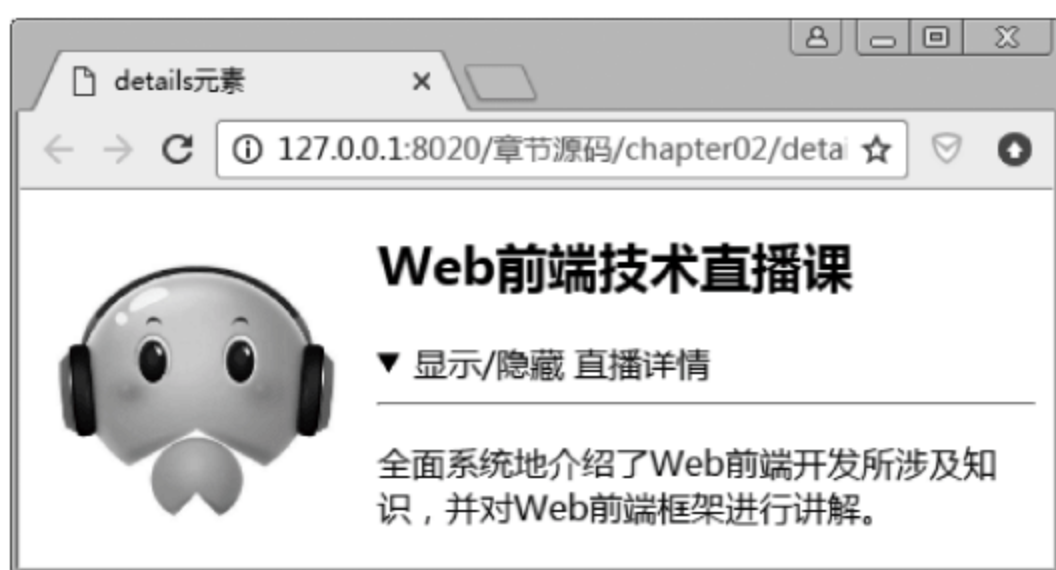 details元素
127.0.0.1:8020/章节源码/chapter02/detai
Web前端技术直播课
▼ 显示/隐藏 直播详情
全面系统地介绍了Web前端开发所涉及知
识，并对Web前端框架进行讲解。